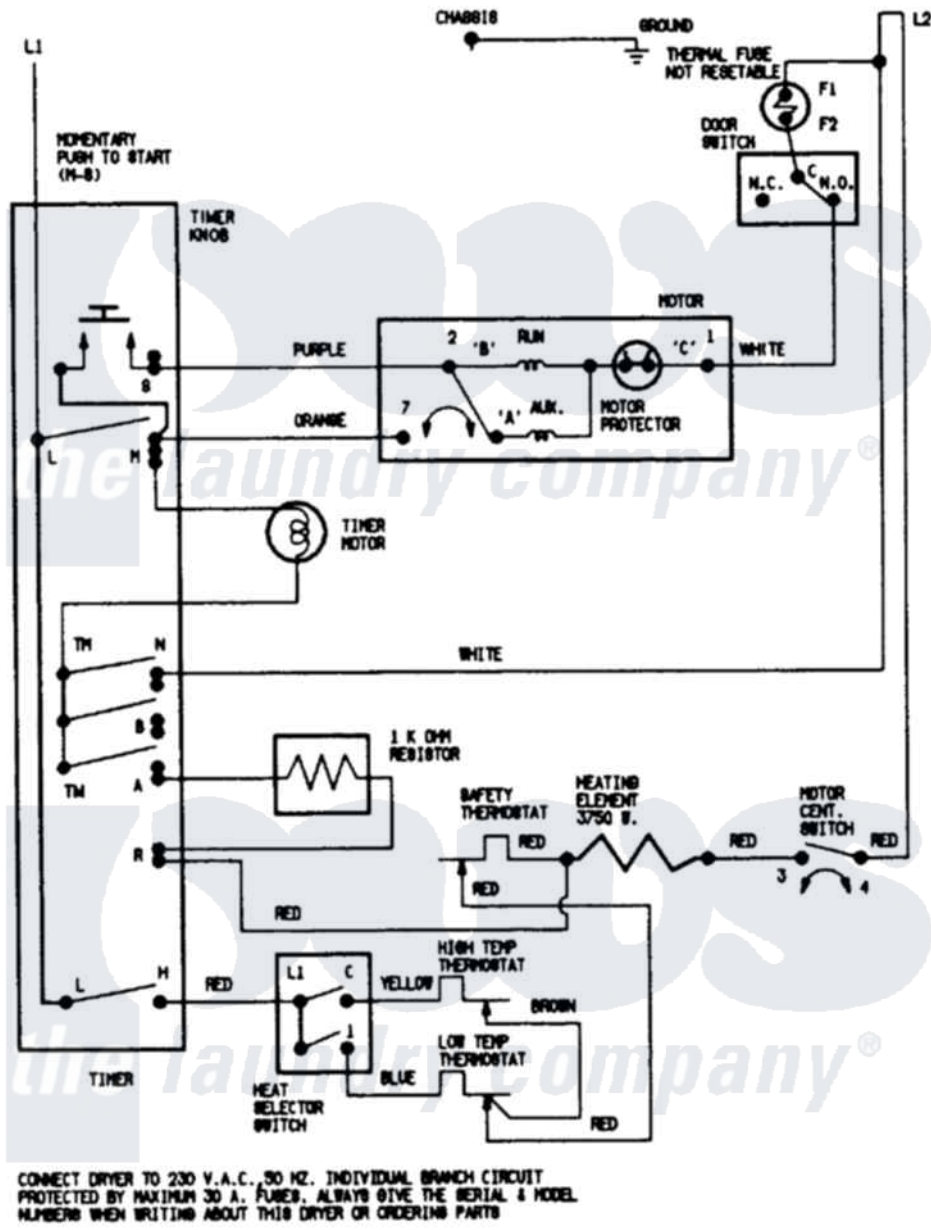 CHASSIS
L2
L1
GROUND
THERMAL FUSE
NOT RESETABLE
F1
F2
DOOR
SWITCH
MOMENTARY
PUSH TO START
(M-S)
C
N.C.
N.O.
TIMER
KNOB
MOTOR
2
'B'
RUN
'C'
1
PURPLE
WHITE
S
7
'A'
AUX.
MOTOR
PROTECTOR
ORANGE
L
M
the laundry company®
TIMER
MOTOR
TM
N
WHITE
B
1 K OHM
RESISTOR
TM
A
SAFETY
THERMOSTAT
HEATING
ELEMENT
3750 W.
MOTOR
CENT.
SWITCH
RED
RED
RED
R
3
4
RED
RED
HIGH TEMP
THERMOSTAT
L
H
RED
L1
C
YELLOW
BROWN
1
LOW TEMP
THERMOSTAT
the laundry company®
TIMER
BLUE
HEAT
SELECTOR
SWITCH
RED
CONNECT DRYER TO 230 V.A.C.,50 HZ. INDIVIDUAL BRANCH CIRCUIT
PROTECTED BY MAXIMUM 30 A. FUSES. ALWAYS GIVE THE SERIAL & MODEL
NUMBERS WHEN WRITING ABOUT THIS DRYER OR ORDERING PARTS